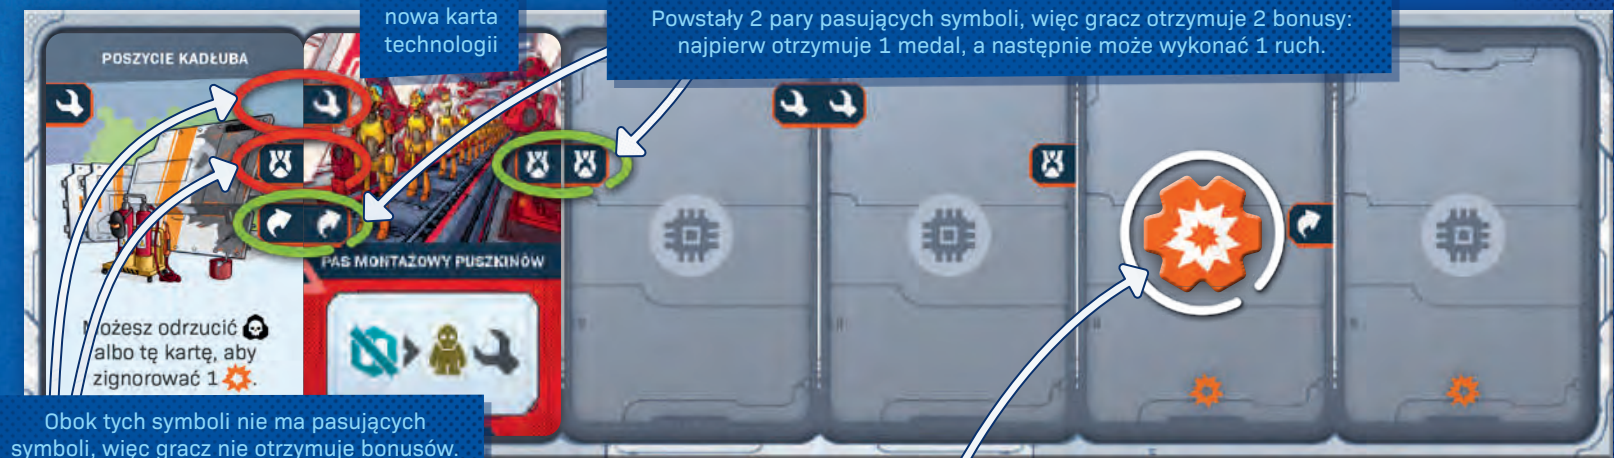 nowa karta
technologii
Powstały 2 pary pasujących symboli, więc gracz otrzymuje 2 bonusy:
najpierw otrzymuje 1 medal, a następnie może wykonać 1 ruch.
POSZYCIE KADŁUBA
PAS MONTAŻOWY PUSZKINÓW
Możesz odrzucić
albo tę kartę, aby
zignorować 1 .
Obok tych symboli nie ma pasujących
symboli, więc gracz nie otrzymuje bonusów.